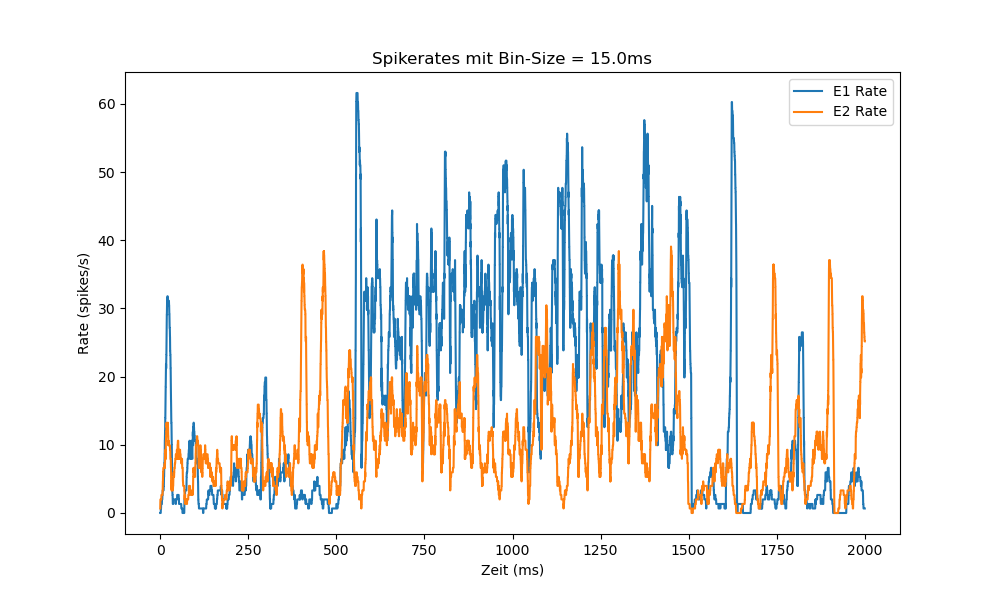 Spikerates mit Bin-Size = 15.0ms
E1 Rate
E2 Rate
Rate (spikes/s)
60
50
40
30
20
10
0
0 250 500 750 1000 1250 1500 1750 2000
Zeit (ms)